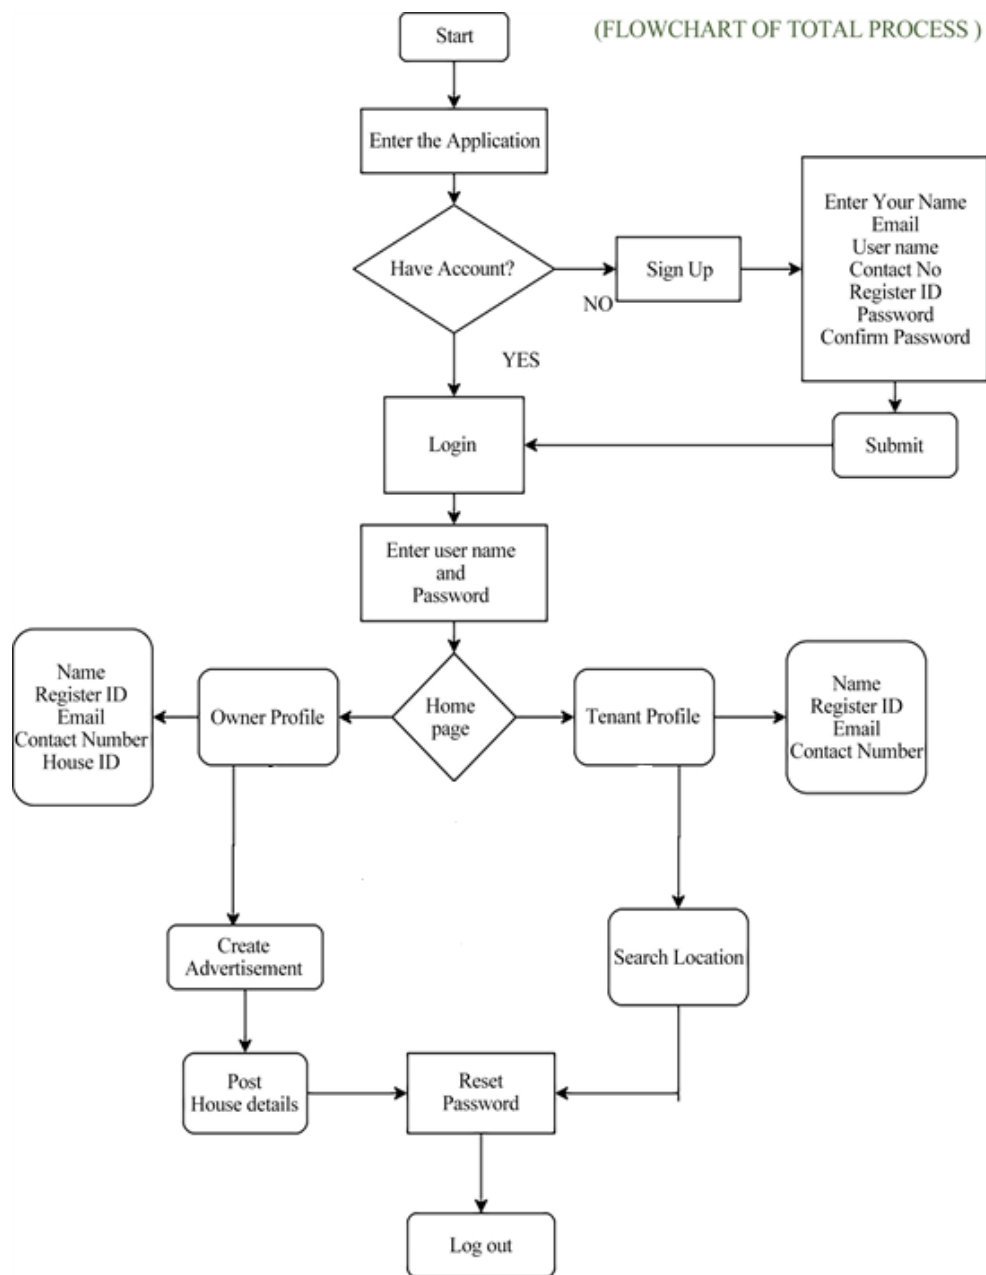 Start
(FLOWCHART OF TOTAL PROCESS )
Enter the Application
Have Account?
NO
Sign Up
Enter Your Name
Email
User name
Contact No
Register ID
Password
Confirm Password
YES
Login
Submit
Enter user name
and
Password
Name
Register ID
Email
Contact Number
House ID
Owner Profile
Home
page
Tenant Profile
Name
Register ID
Email
Contact Number
Create
Advertisement
Search Location
Post
House details
Reset
Password
Log out